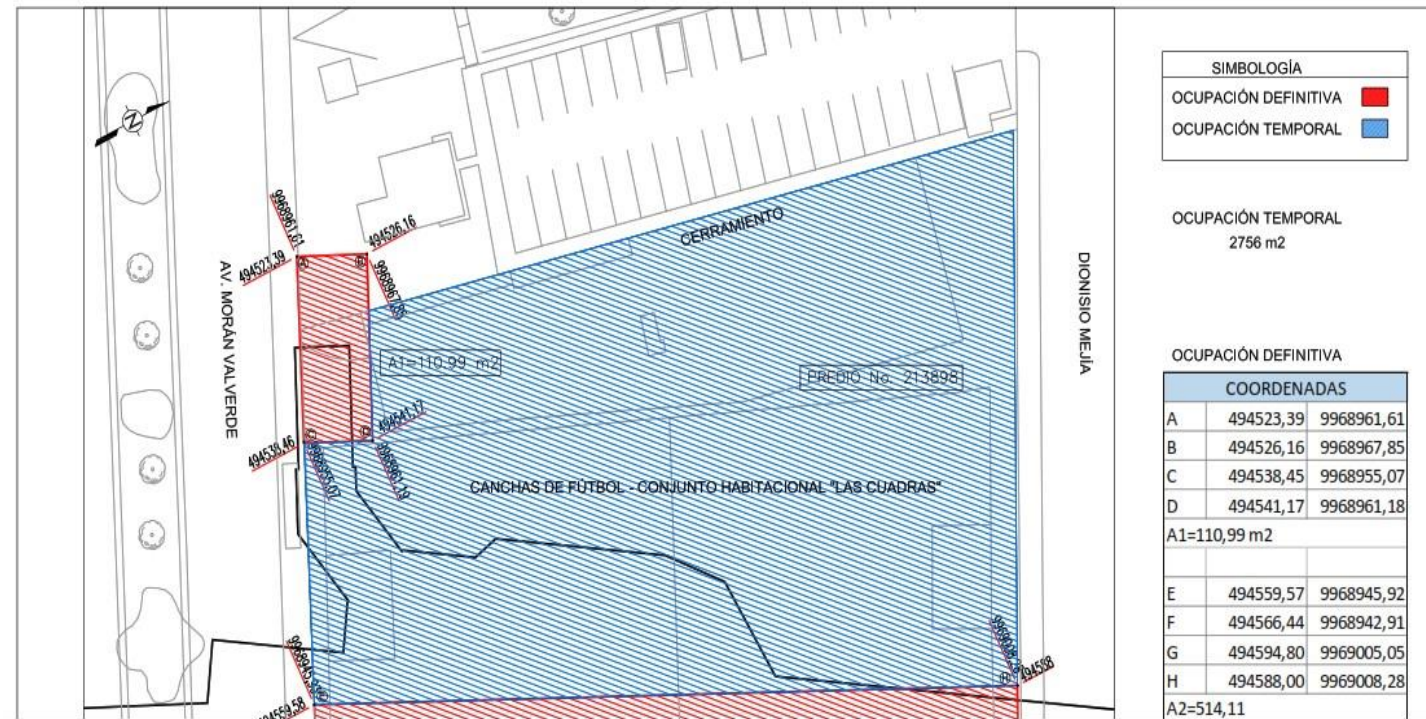 SIMBOLOGÍA
OCUPACIÓN DEFINITIVA
OCUPACIÓN TEMPORAL
OCUPACIÓN TEMPORAL
2756 m2
OCUPACIÓN DEFINITIVA
COORDENADAS
A 494523,39 9968961,61
B 494526,16 9968967,85
C 494538,45 9968955,07
D 494541,17 9968961,18
A1=110,99 m2
E 494559,57 9968945,92
F 494566,44 9968942,91
G 494594,80 9969005,05
H 494588,00 9969008,28
A2=514,11
N
AV. MORÁN VALVERDE
DIONISIO MEJÍA
CERRAMIENTO
9968961,61
494523,39
A
B
494526,16
A1=110.99 m2
PREDIO No. 213898
494538,46
C
D
494541,17
9968955,07
9968961,19
CANCHAS DE FÚTBOL - CONJUNTO HABITACIONAL "LAS CUADRAS"
H
494588